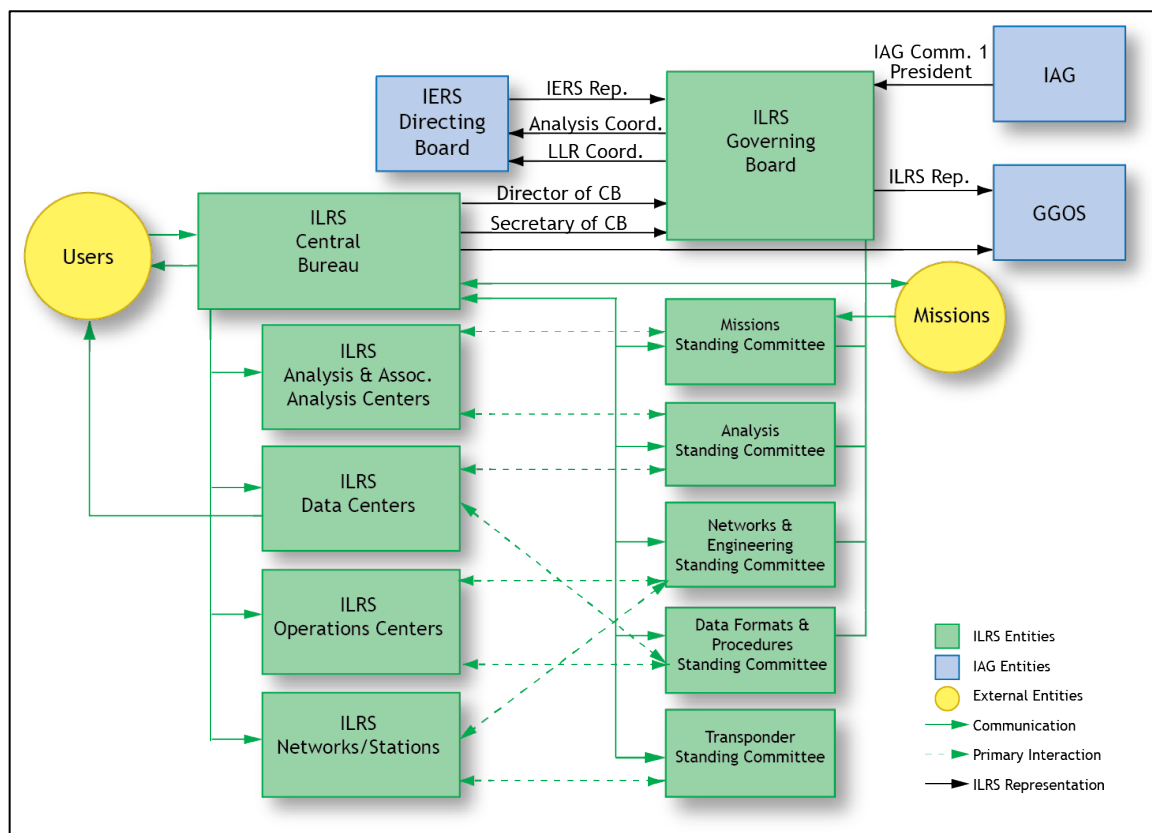 IAG Comm. 1
President
IAG
IERS
Directing
Board
IERS Rep.
Analysis Coord.
LLR Coord.
ILRS
Governing
Board
ILRS Rep.
GGOS
Users
ILRS
Central
Bureau
Director of CB
Secretary of CB
Missions
ILRS
Analysis & Assoc.
Analysis Centers
Missions
Standing Committee
ILRS
Data Centers
Analysis
Standing Committee
Networks &
Engineering
Standing Committee
ILRS
Operations Centers
Data Formats &
Procedures
Standing Committee
ILRS
Networks/Stations
Transponder
Standing Committee
ILRS Entities
IAG Entities
External Entities
Communication
Primary Interaction
ILRS Representation